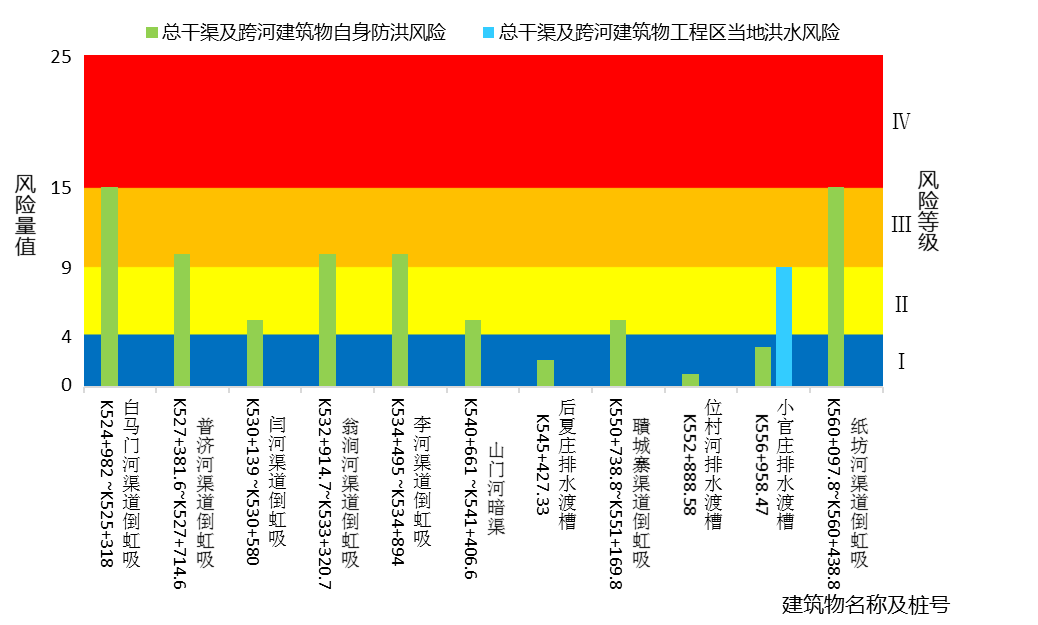 总干渠及跨河建筑物自身防洪风险
总干渠及跨河建筑物工程区当地洪水风险
25
15
9
4
0
风险量值
Ⅳ
Ⅲ
Ⅱ
Ⅰ
风险等级
白马门河渠道倒虹吸
K524+982 ~K525+318
普济河渠道倒虹吸
K527+381.6~K527+714.6
闫河渠道倒虹吸
K530+139 ~K530+580
翁涧河渠道倒虹吸
K532+914.7~K533+320.7
李河渠道倒虹吸
K534+495 ~K534+894
山门河暗渠
K540+661 ~K541+406.6
后夏庄排水渡槽
K545+427.33
聩城寨渠道倒虹吸
K550+738.8~K551+169.8
位村河排水渡槽
K552+888.58
小官庄排水渡槽
K556+958.47
纸坊河渠道倒虹吸
K560+097.8~K560+438.8
建筑物名称及桩号